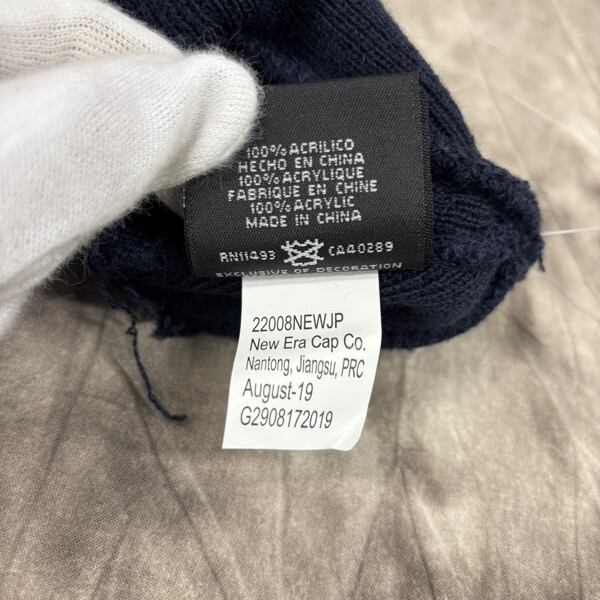 100% ACRILICO
HECHO EN CHINA
100% ACRYLIQUE
FABRIQUE EN CHINE
100% ACRYLIC
MADE IN CHINA
RN11493 CA40289
EXCLUSIVE OF DECORATION
22008NEWJP
New Era Cap Co.
Nantong, Jiangsu, PRC
August-19
G2908172019